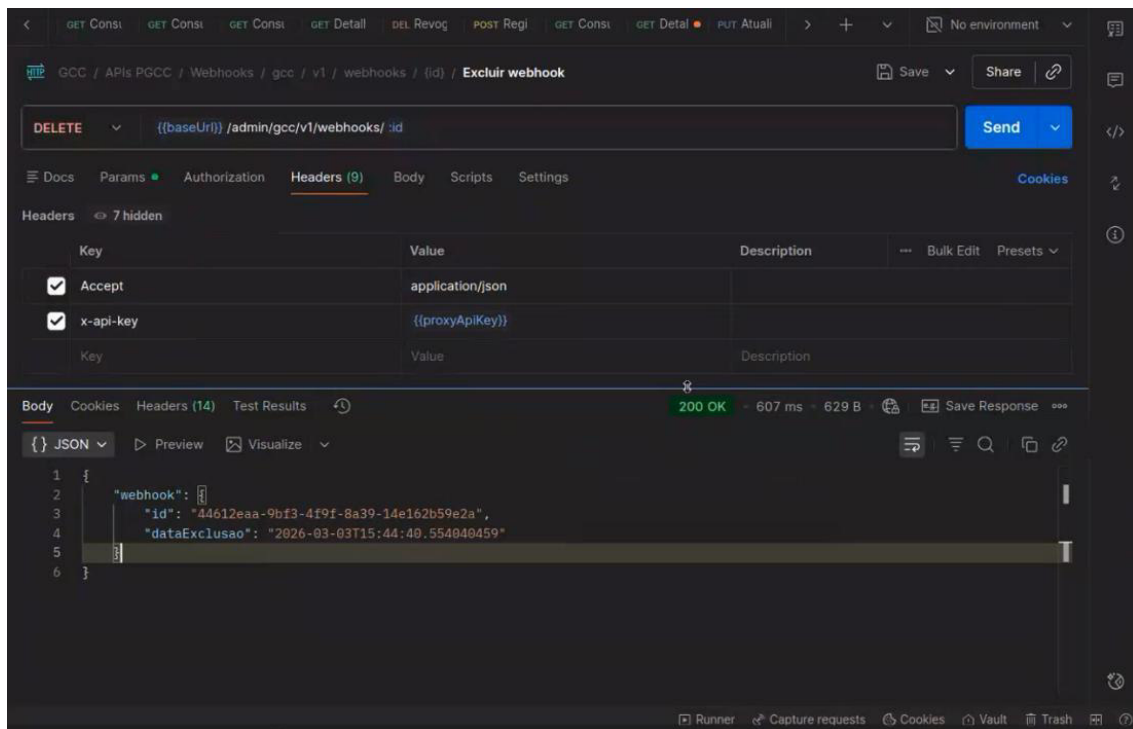 GET Consu GET Consu GET Consu GET Detall DEL Revog POST Regi GET Consu GET Detal PUT Atuali No environment
HTTP GCC / APIs PGCC / Webhooks / gcc / v1 / webhooks / {id} / Excluir webhook Save Share
DELETE {{baseUrl}} /admin/gcc/v1/webhooks/ :id Send
Docs Params Authorization Headers (9) Body Scripts Settings Cookies
Headers 7 hidden
Key Value Description Bulk Edit Presets
Accept application/json
x-api-key {{proxyApiKey}}
Key Value Description
Body Cookies Headers (14) Test Results 200 OK 607 ms 629 B Save Response
{} JSON Preview Visualize
1 {
2 "webhook": {
3 "id": "44612eaa-9bf3-4f9f-8a39-14e162b59e2a",
4 "dataExclusao": "2026-03-03T15:44:40.554040459"
5 }
6 }
Runner Capture requests Cookies Vault Trash